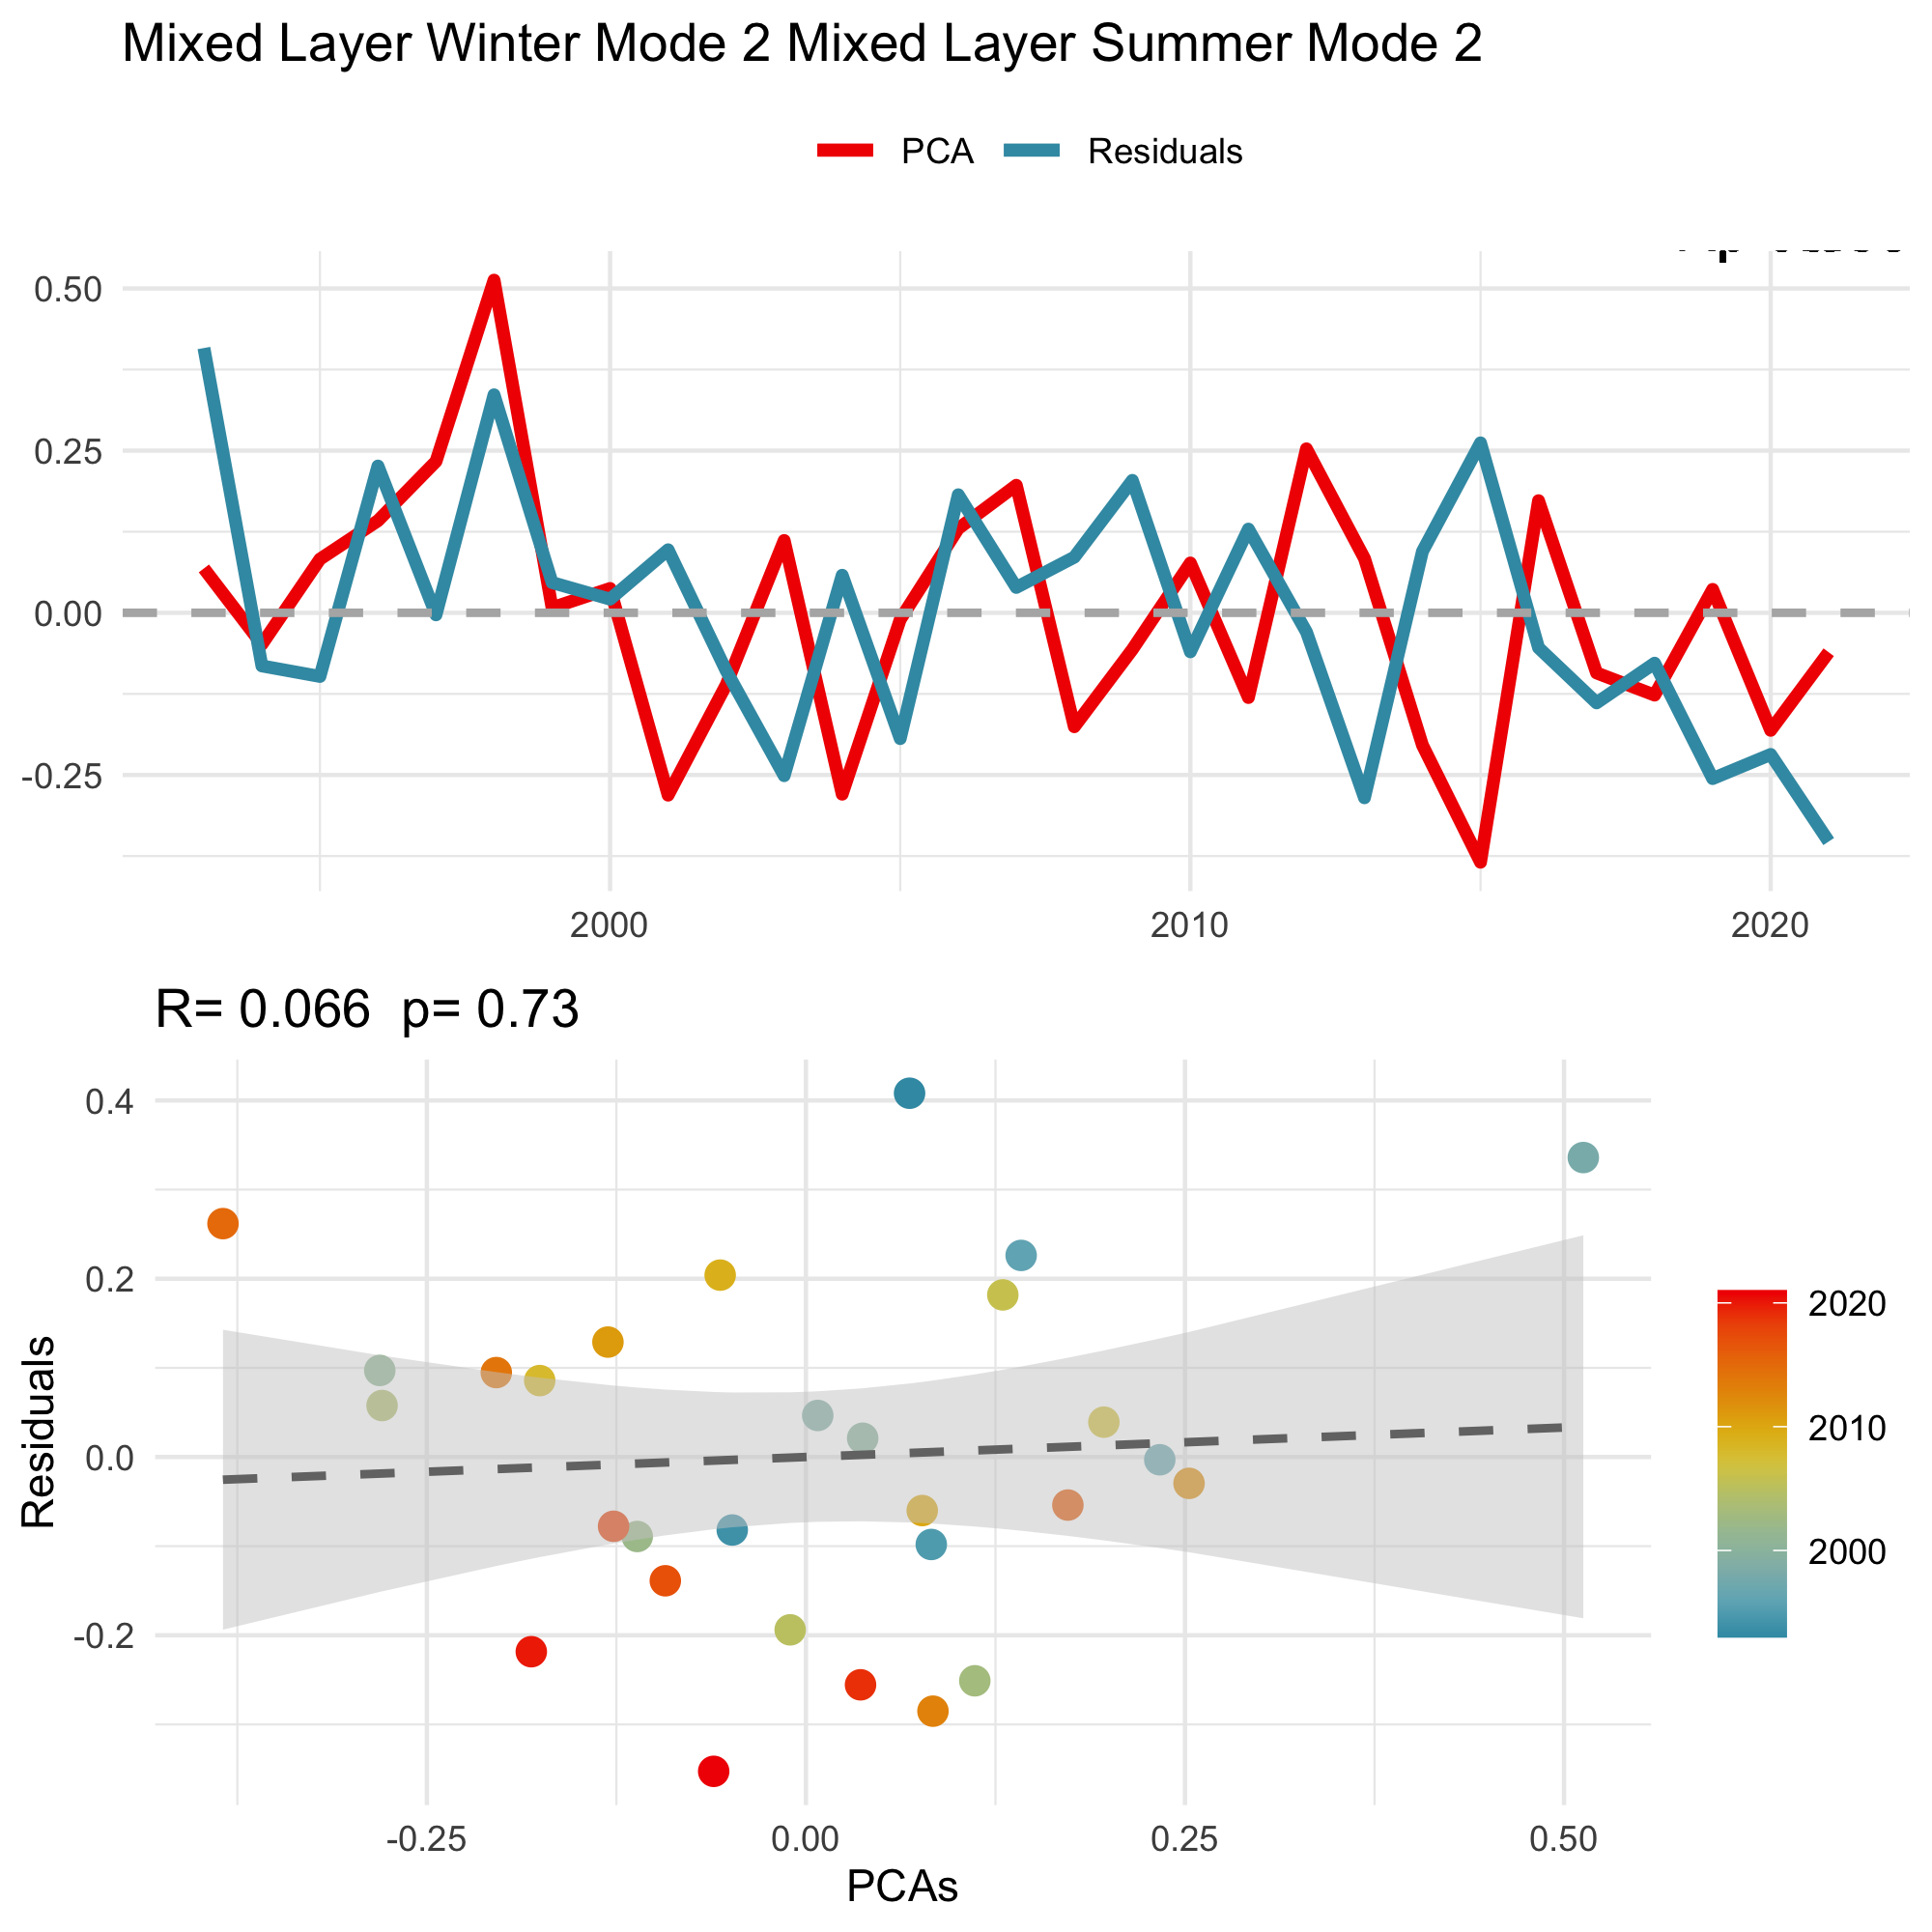 Mixed Layer Winter Mode 2 Mixed Layer Summer Mode 2
PCA Residuals
0.50
0.25
0.00
-0.25
2000 2010 2020
R= 0.066 p= 0.73
Residuals
0.4
0.2
0.0
-0.2
-0.25 0.00 0.25 0.50
PCAs
2020
2010
2000